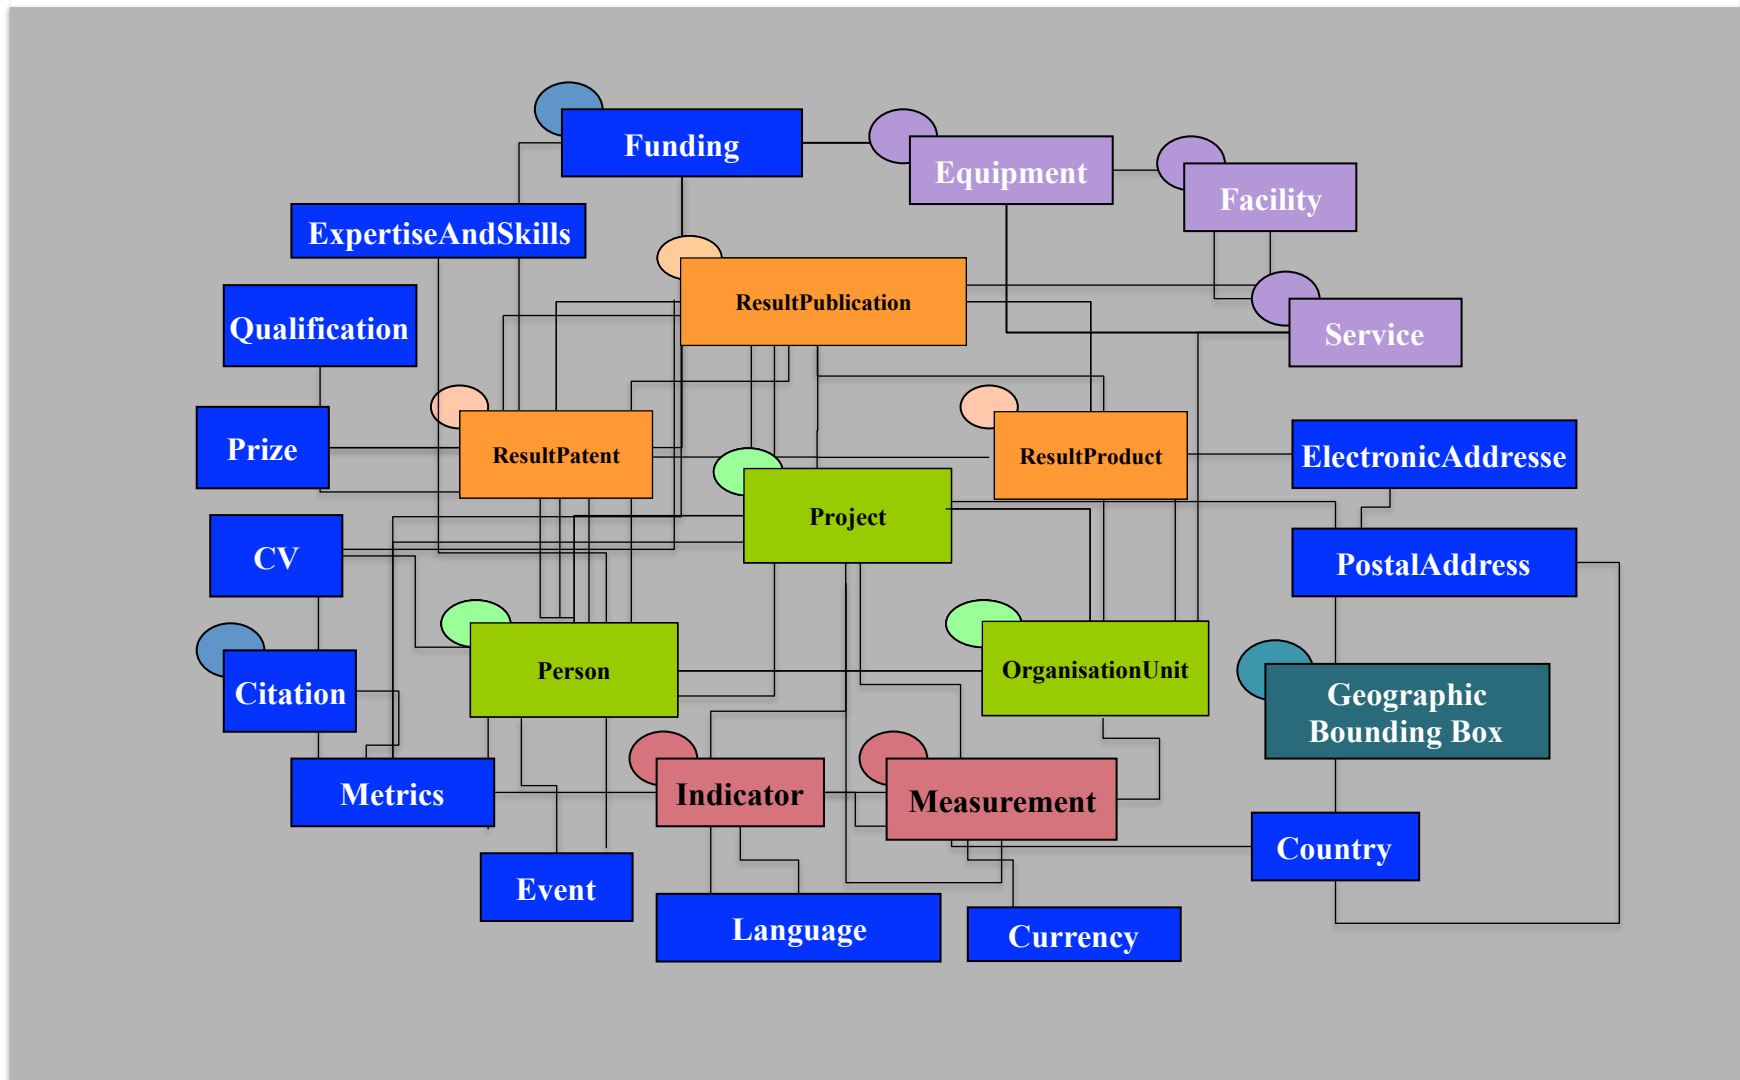 Funding
Equipment
Facility
ExpertiseAndSkills
ResultPublication
Qualification
Service
Prize
ResultPatent
ResultProduct
ElectronicAddresse
Project
CV
PostalAddress
Person
OrganisationUnit
Citation
Geographic
Bounding Box
Metrics
Indicator
Measurement
Country
Event
Language
Currency